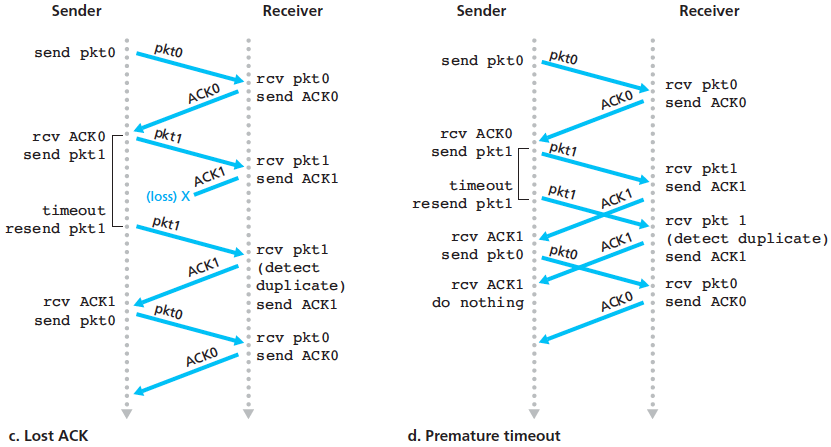 Sender
Receiver
send pkt0
pkt0
rcv pkt0
send ACK0
ACK0
rcv ACK0
send pkt1
pkt1
rcv pkt1
send ACK1
ACK1
(loss) X
timeout
resend pkt1
pkt1
rcv pkt1
(detect
duplicate)
send ACK1
ACK1
rcv ACK1
send pkt0
pkt0
rcv pkt0
send ACK0
ACK0
c. Lost ACK
Sender
Receiver
send pkt0
pkt0
rcv pkt0
send ACK0
ACK0
rcv ACK0
send pkt1
pkt1
rcv pkt1
send ACK1
timeout
resend pkt1
pkt1
ACK1
rcv pkt 1
(detect duplicate)
send ACK1
rcv ACK1
send pkt0
pkt0
ACK1
rcv ACK1
do nothing
rcv pkt0
send ACK0
ACK0
d. Premature timeout